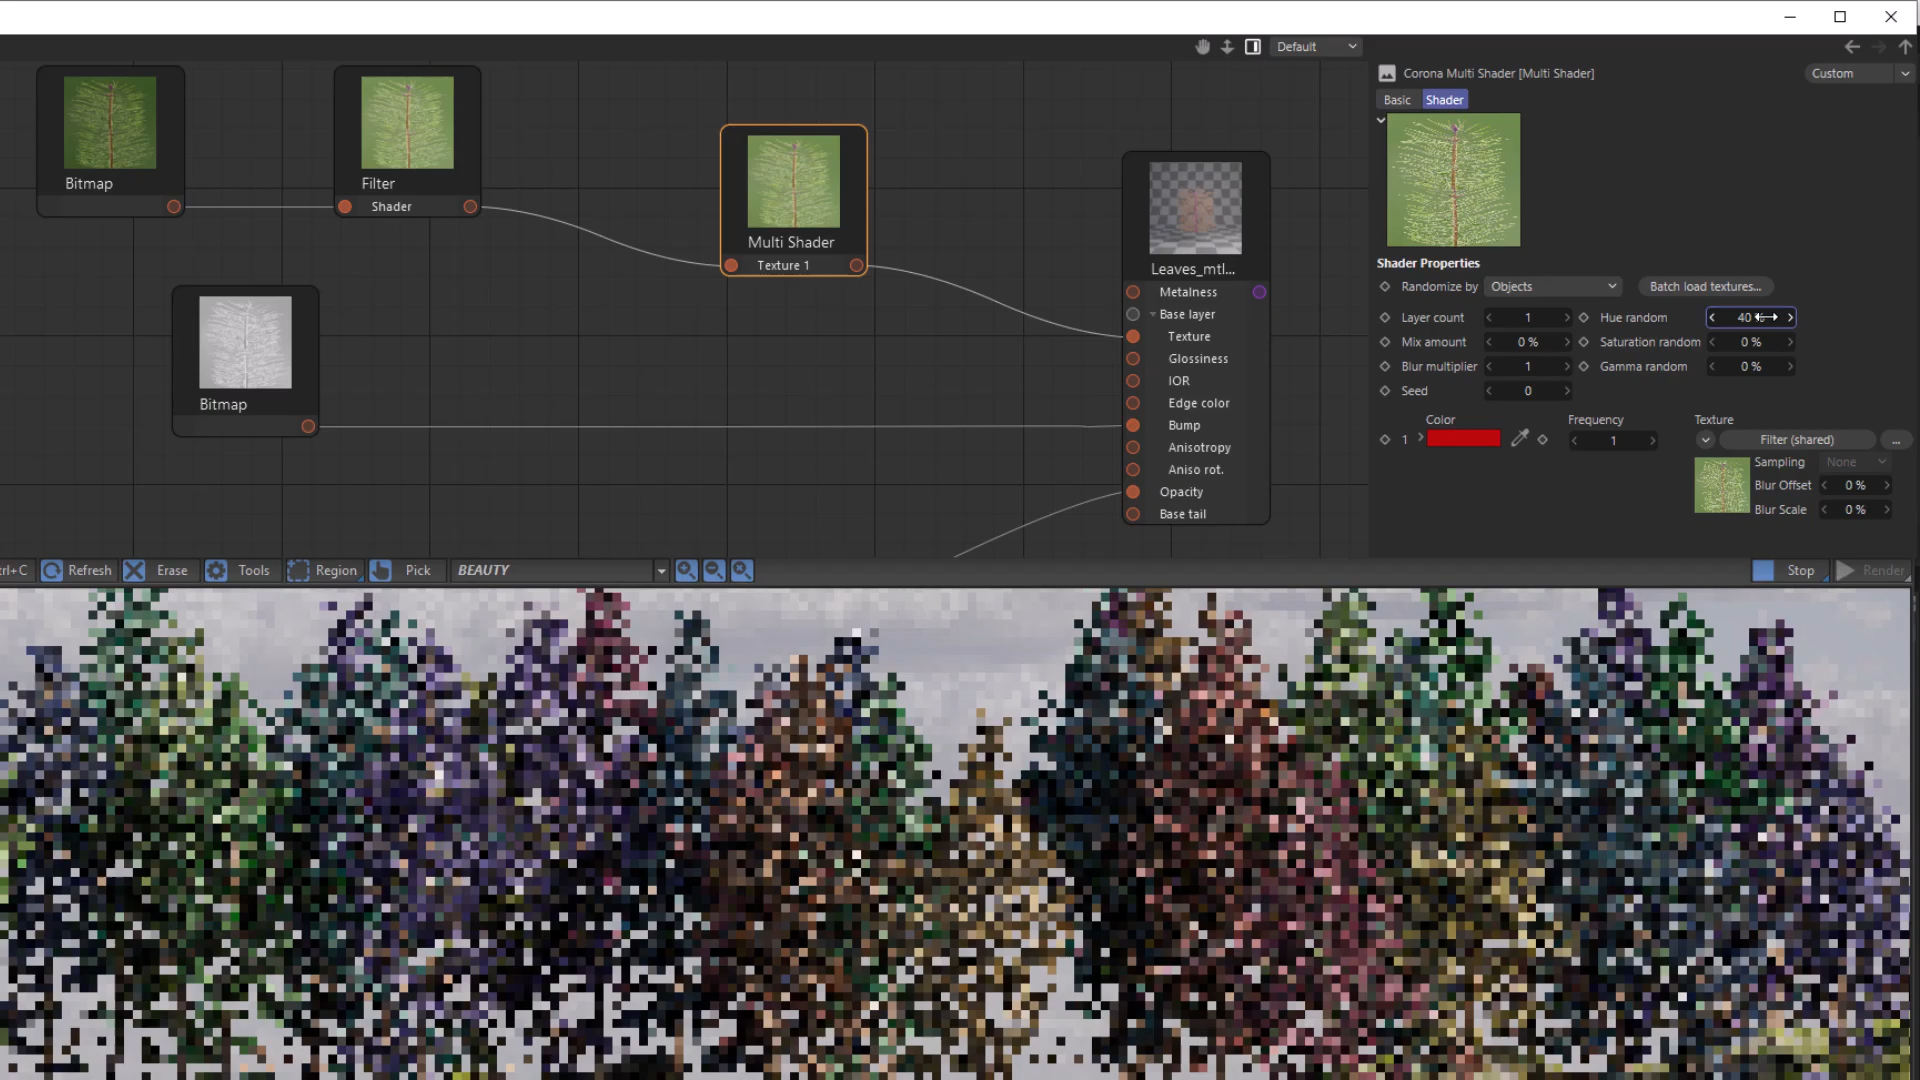 Default
Corona Multi Shader [Multi Shader]
Custom
Basic
Shader
Bitmap
Filter
Shader
Multi Shader
Texture 1
Bitmap
Leaves_mtl...
Metalness
Base layer
Texture
Glossiness
IOR
Edge color
Bump
Anisotropy
Aniso rot.
Opacity
Base tail
Shader Properties
Randomize by Objects Batch load textures...
Layer count 1 Hue random 40
Mix amount 0 % Saturation random 0 %
Blur multiplier 1 Gamma random 0 %
Seed 0
Color Frequency Texture
1 1 Filter (shared) ...
Sampling None
Blur Offset 0 %
Blur Scale 0 %
trl+C Refresh Erase Tools Region Pick BEAUTY Stop Render